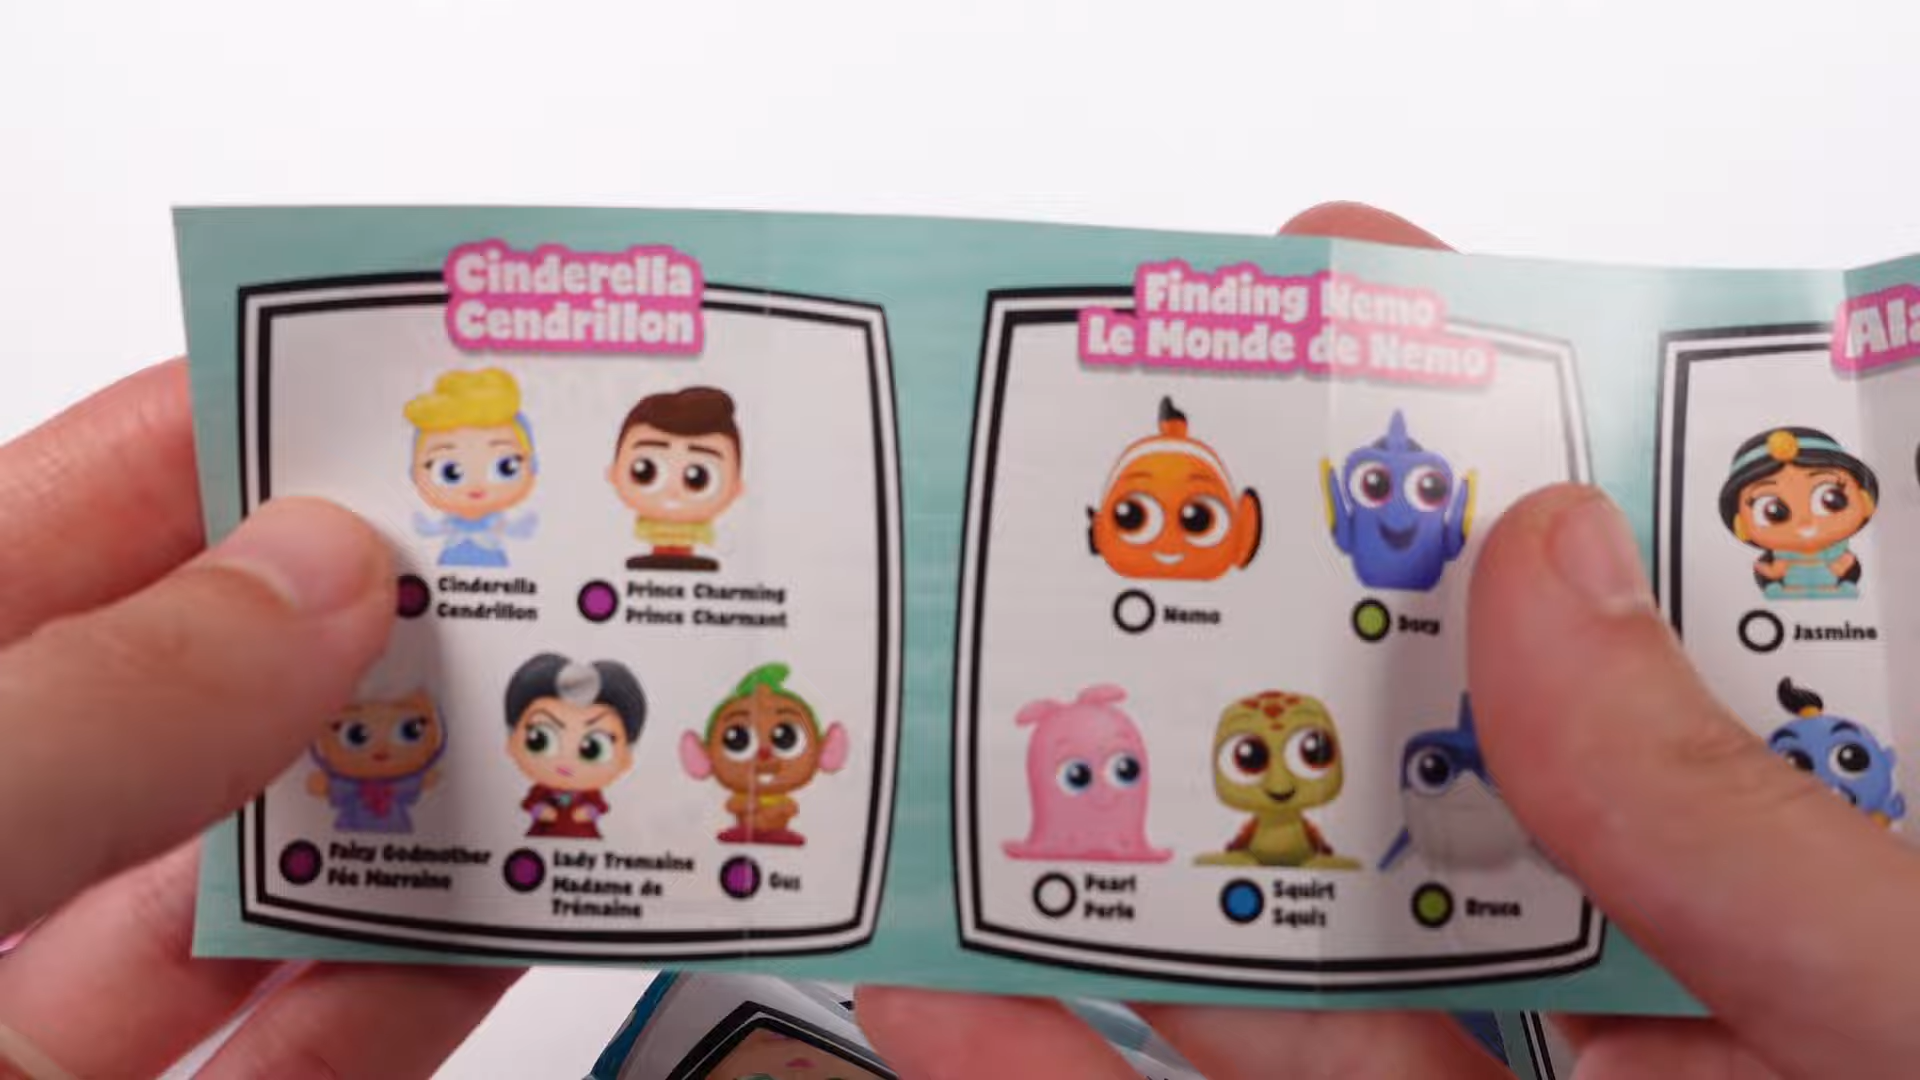 Cinderella
Cendrillon
Cinderella
Cendrillon
Prince Charming
Prince Charmant
Fairy Godmother
Fée Marraine
Lady Tremaine
Madame de
Trémaine
Gus
Finding Nemo
Le Monde de Nemo
Nemo
Dory
Pearl
Perle
Squirt
Squiz
Bruce
Ala
Jasmine